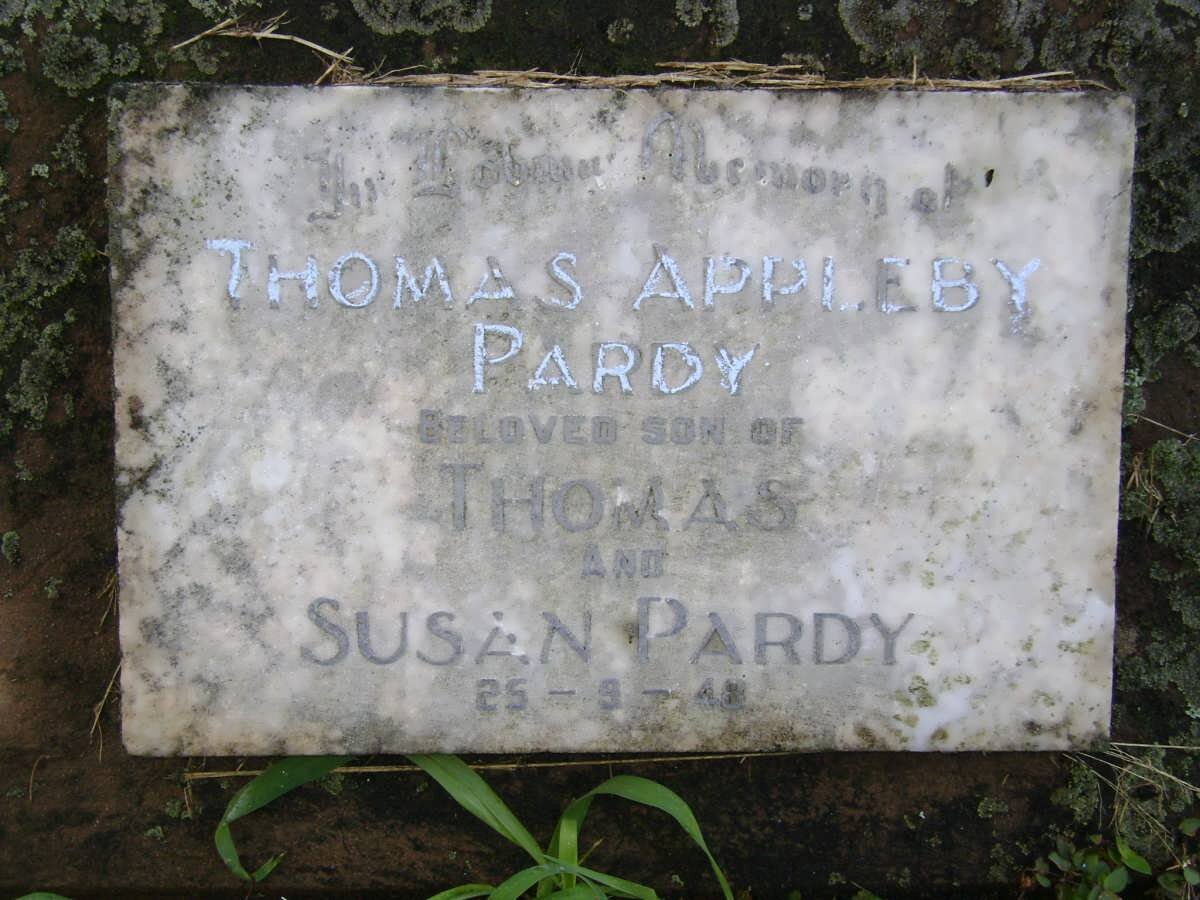 In Loving Memory of
THOMAS APPLEBY
PARDY
BELOVED SON OF
THOMAS
AND
SUSAN PARDY
25 - 9 - 48